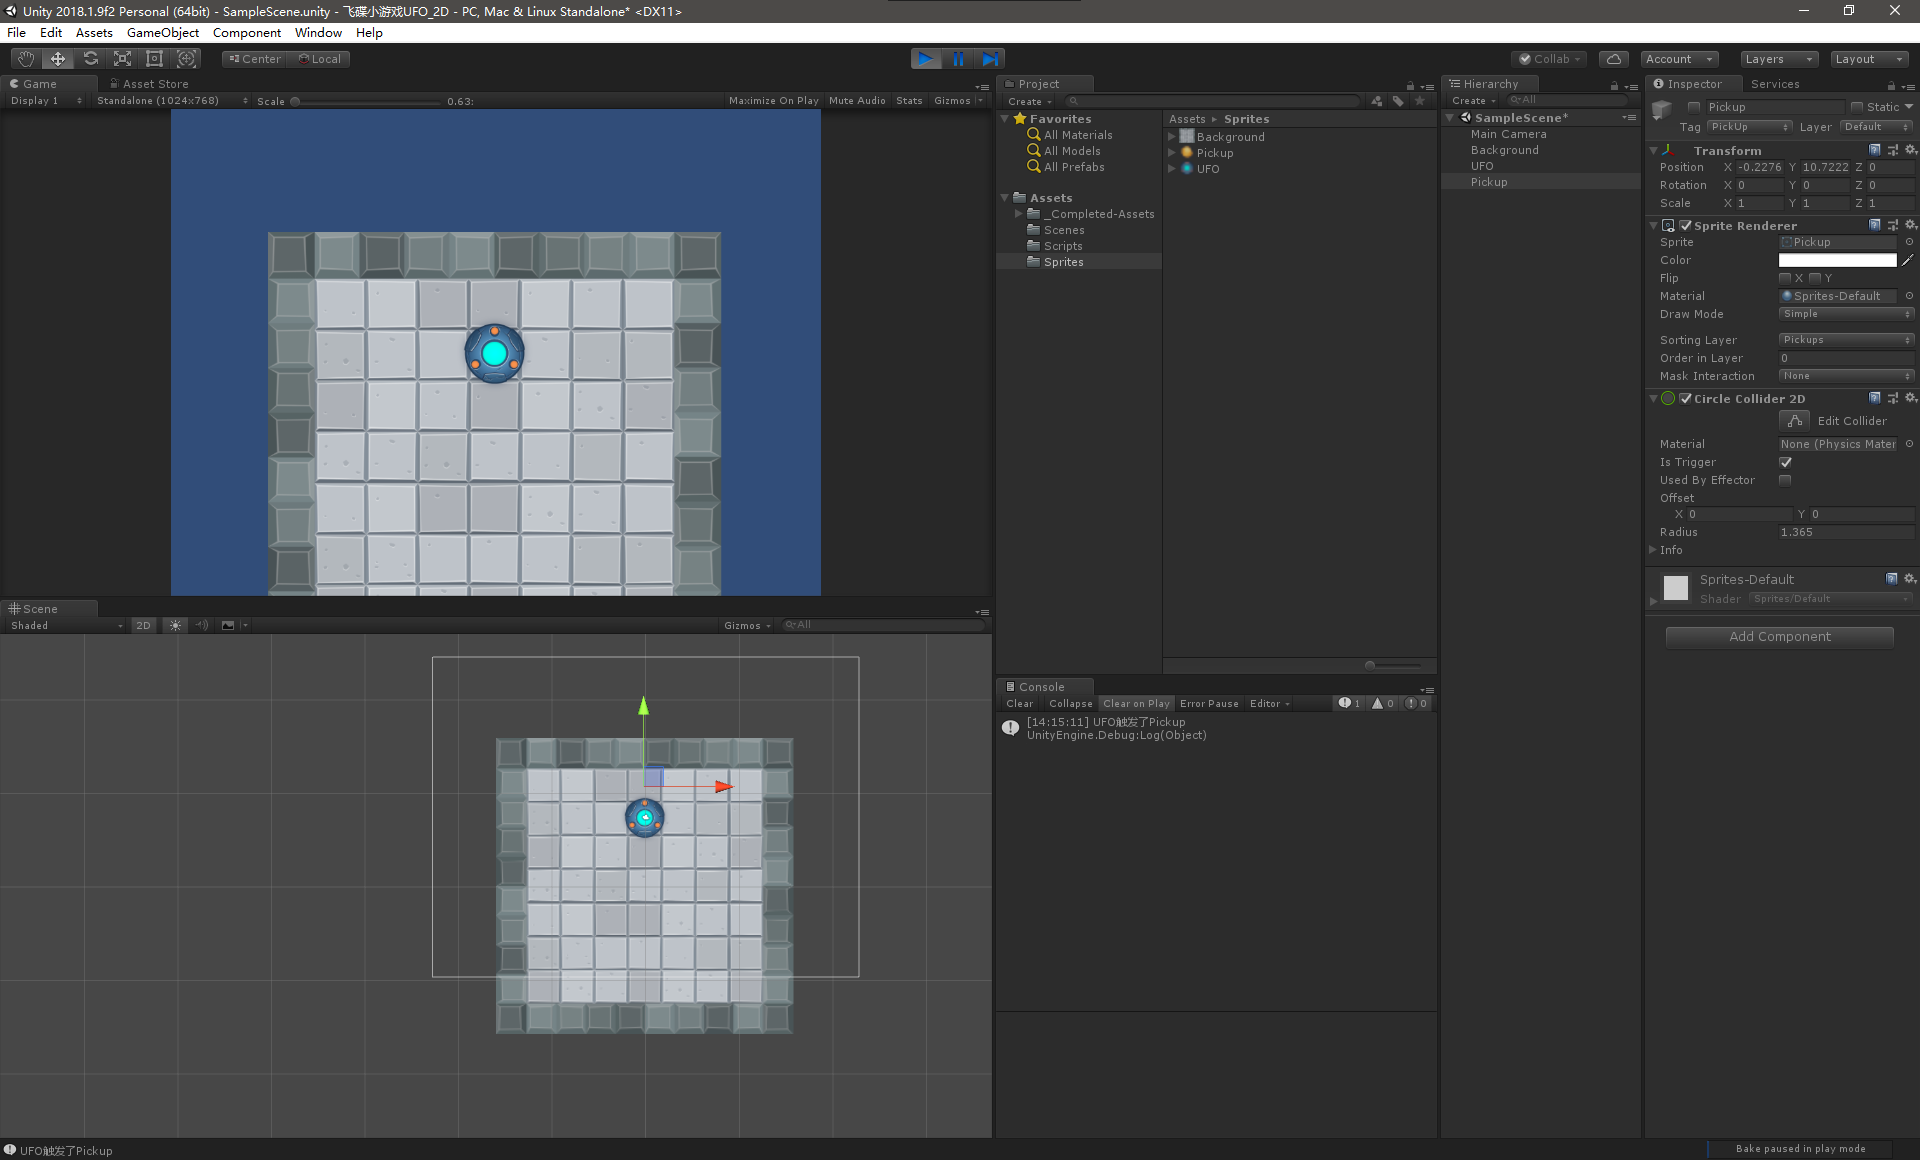 Unity 2018.1.9f2 Personal (64bit) - SampleScene.unity - 飞碟小游戏UFO_2D - PC, Mac & Linux Standalone* <DX11>
File Edit Assets GameObject Component Window Help
Center Local Collab Account Layers Layout
Game Asset Store
Display 1 Standalone (1024x768) Scale 0.63: Maximize On Play Mute Audio Stats Gizmos
Scene
Shaded 2D Gizmos All
Project
Create
Favorites
All Materials
All Models
All Prefabs
Assets
_Completed-Assets
Scenes
Scripts
Sprites
Assets Sprites
Background
Pickup
UFO
Console
Clear Collapse Clear on Play Error Pause Editor 1 0 0
[14:15:11] UFO触发了Pickup
UnityEngine.Debug:Log(Object)
Hierarchy
Create All
SampleScene*
Main Camera
Background
UFO
Pickup
Inspector Services
Pickup Static
Tag PickUp Layer Default
Transform
Position X -0.2276 Y 10.7222 Z 0
Rotation X 0 Y 0 Z 0
Scale X 1 Y 1 Z 1
Sprite Renderer
Sprite Pickup
Color
Flip X Y
Material Sprites-Default
Draw Mode Simple
Sorting Layer Pickups
Order in Layer 0
Mask Interaction None
Circle Collider 2D
Edit Collider
Material None (Physics Mater
Is Trigger
Used By Effector
Offset
X 0 Y 0
Radius 1.365
Info
Sprites-Default
Shader Sprites/Default
Add Component
UFO触发了Pickup
Bake paused in play mode